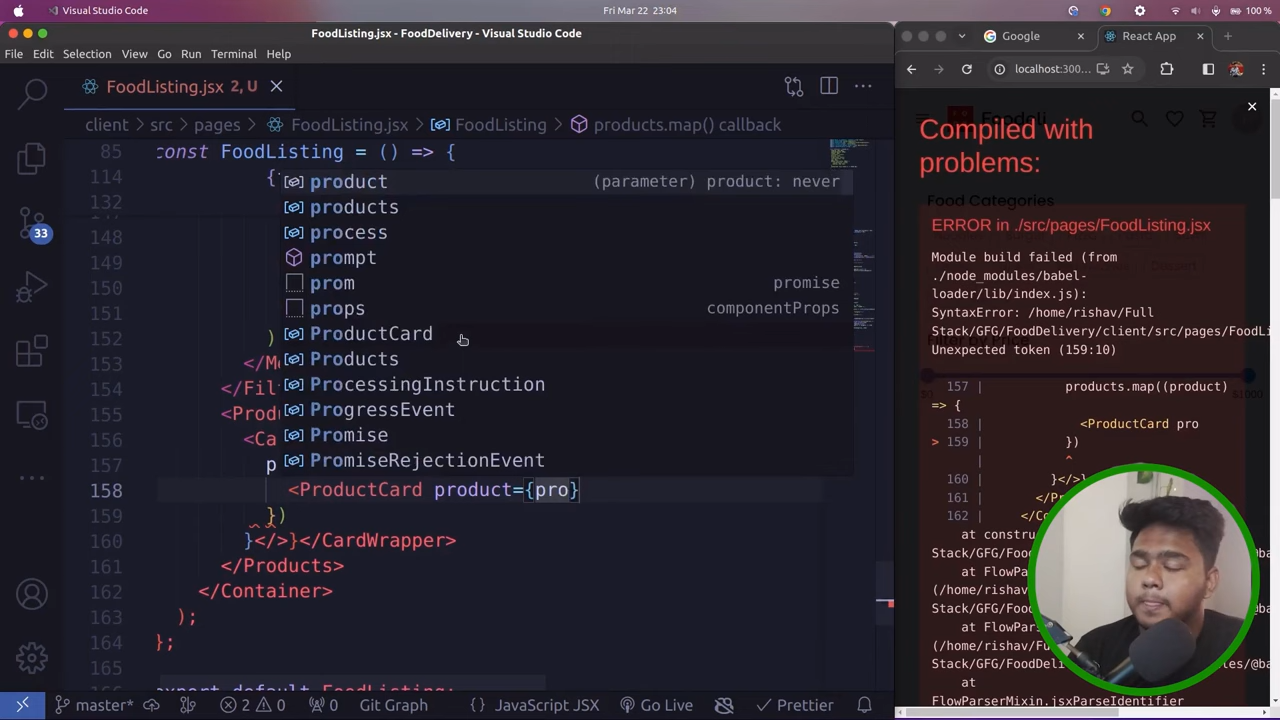 Visual Studio Code
Fri Mar 22 23:04
100 %
FoodListing.jsx - FoodDelivery - Visual Studio Code
File Edit Selection View Go Run Terminal Help
FoodListing.jsx 2, U
client > src > pages > FoodListing.jsx > FoodListing > products.map() callback
85 const FoodListing = () => {
114 {
132
148
149
150
151
152 )
153
154 </Fil
155 <Prod
156 <Ca
157 p
158 <ProductCard product={pro}
159 })
160 }</>}</CardWrapper>
161 </Products>
162 </Container>
163 );
164 };
165
product (parameter) product: never
products
process
prompt
prom promise
props componentProps
ProductCard
Products
ProcessingInstruction
ProgressEvent
Promise
PromiseRejectionEvent
33
master*
2 0
Git Graph
JavaScript JSX
Go Live
Prettier
Google
React App
localhost:300...
Compiled with
problems:
Food Categories
ERROR in ./src/pages/FoodListing.jsx
Module build failed (from
./node_modules/babel-
loader/lib/index.js):
SyntaxError: /home/rishav/Full
Stack/GFG/FoodDelivery/client/src/pages/FoodLi
Unexpected token (159:10)
$1000
157 | products.map((product)
=> {
158 | <ProductCard pro
> 159 | })
| ^
160 | }</>}
161 | </P
162 | </Co
at constru
Stack/GFG/Foo
at FlowP
(/home/rishav
Stack/GFG/Foo
at FlowPar
(/home/rishav/
Stack/GFG/FoodDeli
at
FlowParserMixin.jsxParseIdentifier